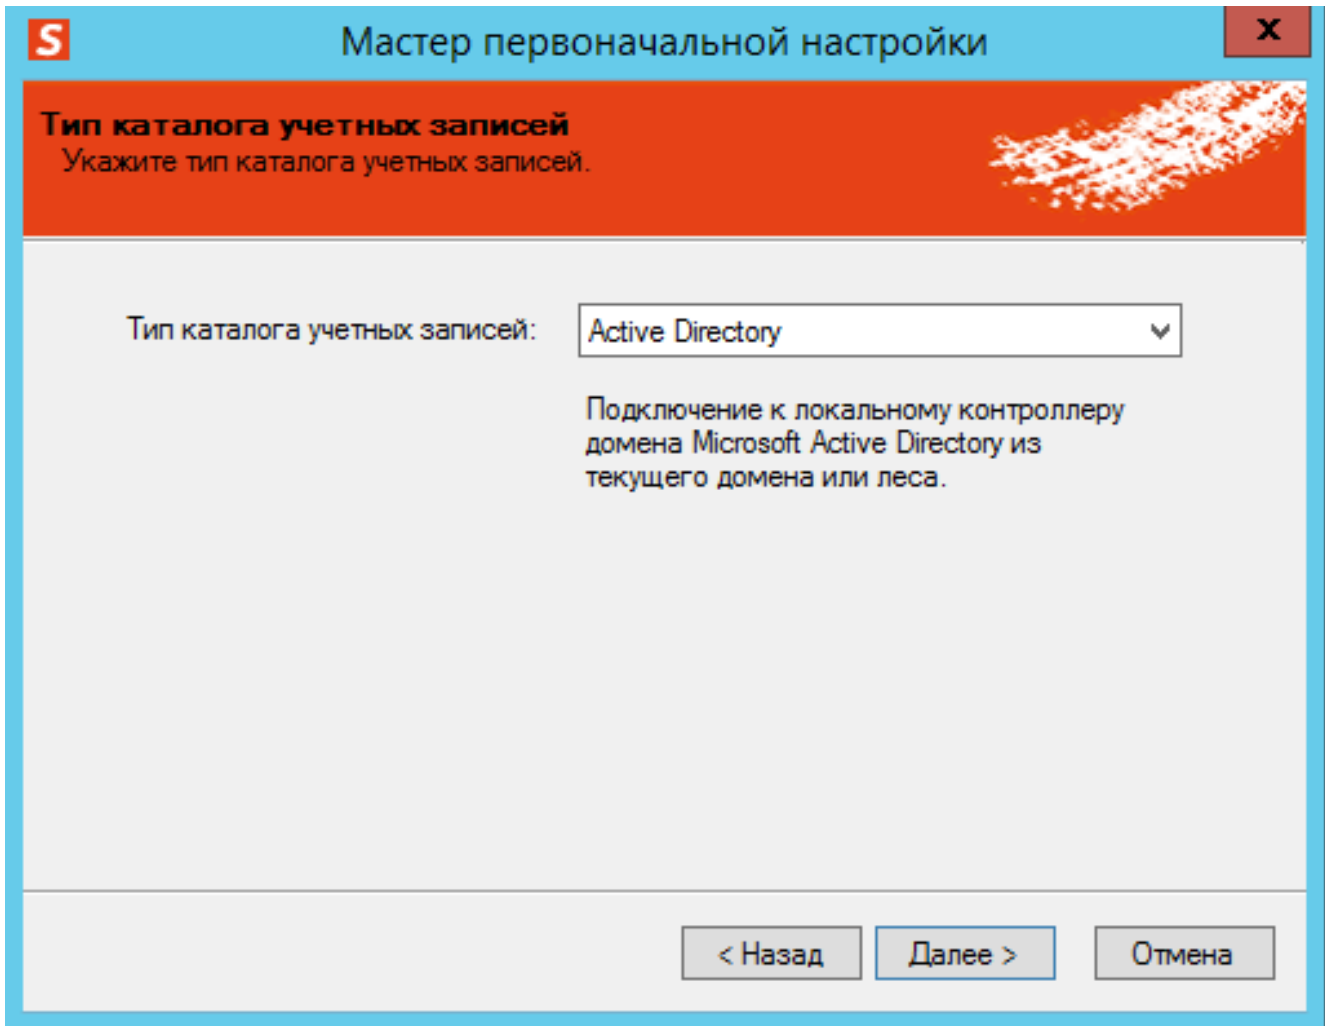 S
Мастер первоначальной настройки
x
Тип каталога учетных записей
Укажите тип каталога учетных записей.
Тип каталога учетных записей:
Active Directory
Подключение к локальному контроллеру
домена Microsoft Active Directory из
текущего домена или леса.
< Назад
Далее >
Отмена